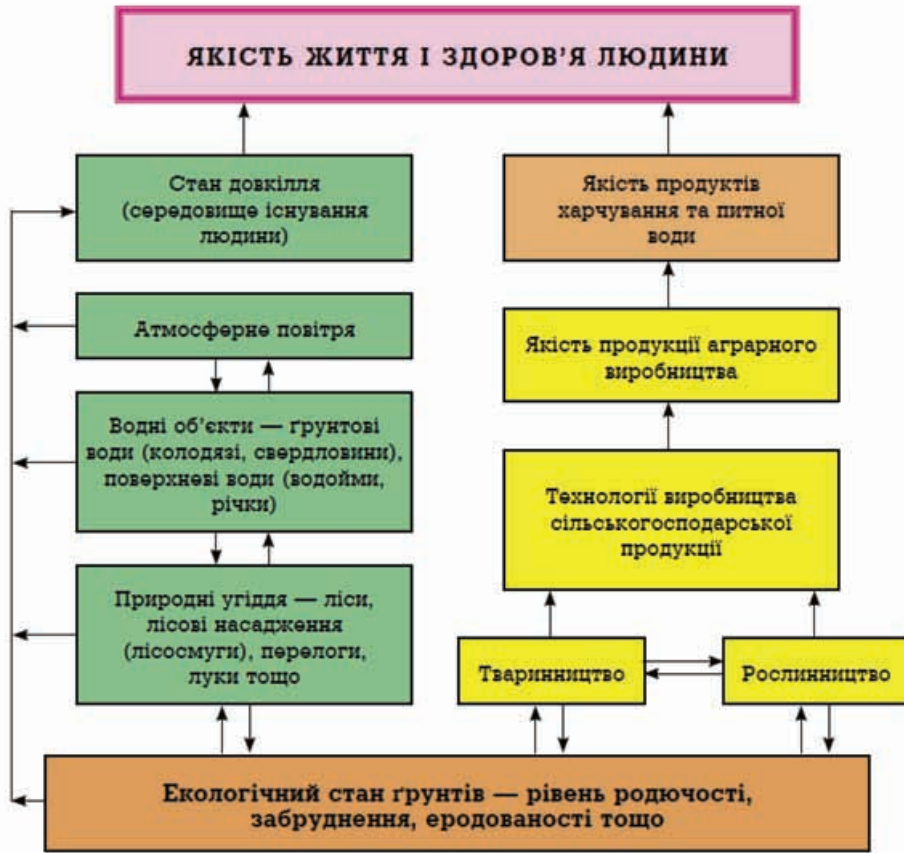 ЯКІСТЬ ЖИТТЯ І ЗДОРОВ'Я ЛЮДИНИ
Стан довкілля
(середовище існування
людини)
Атмосферне повітря
Водні об'єкти — ґрунтові
води (колодязі, свердловини),
поверхневі води (водойми,
річки)
Природні угіддя — ліси,
лісові насадження
(лісосмуги), перелоги,
луки тощо
Якість продуктів
харчування та питної
води
Якість продукції аграрного
виробництва
Технології виробництва
сільськогосподарської
продукції
Тваринництво
Рослинництво
Екологічний стан ґрунтів — рівень родючості,
забруднення, еродованості тощо